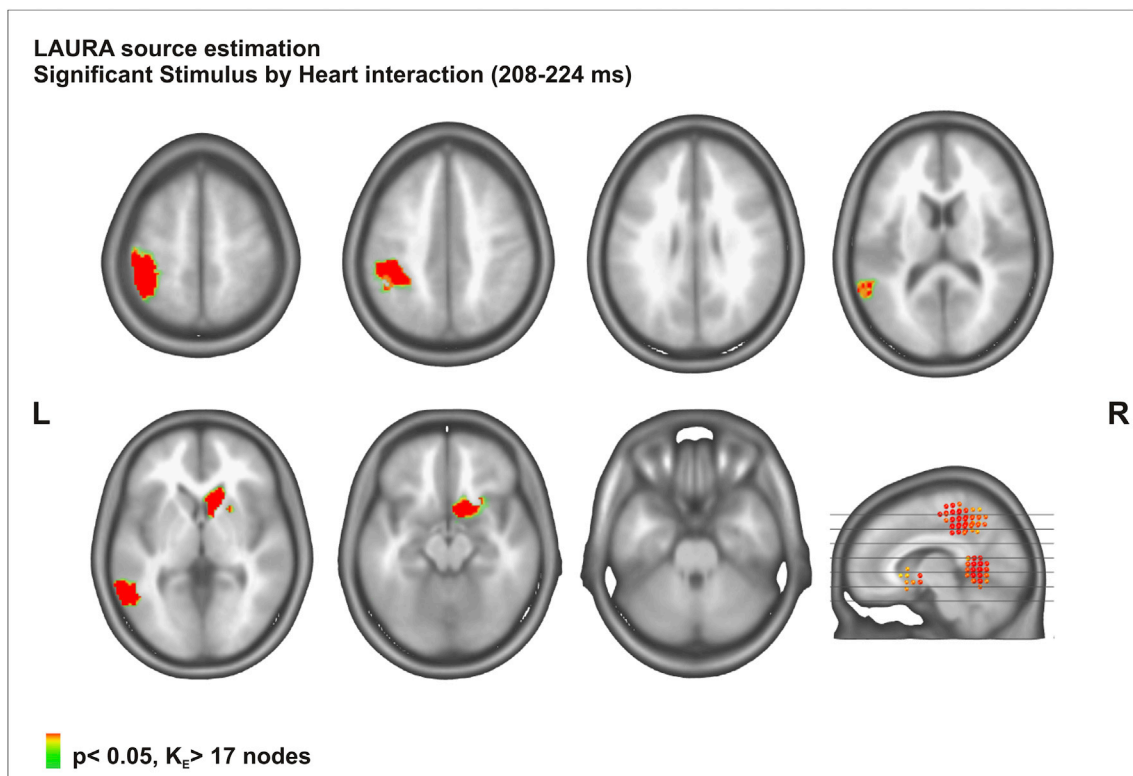 LAURA source estimation
Significant Stimulus by Heart interaction (208-224 ms)
L
R
p< 0.05, KE> 17 nodes